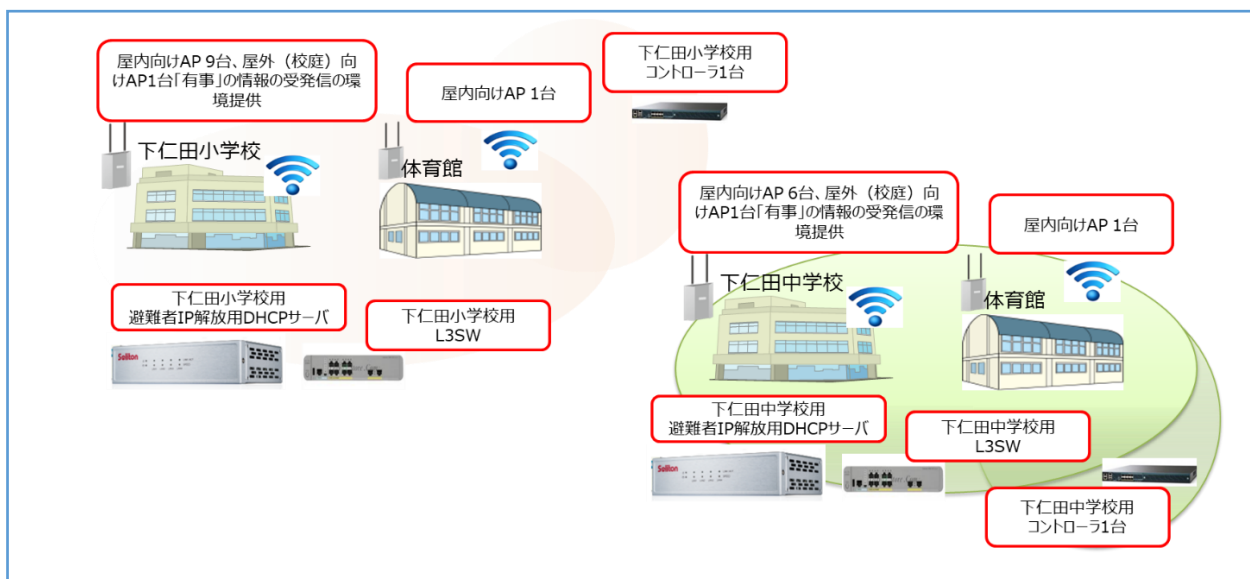 屋内向けAP 9台、屋外（校庭）向
けAP1台「有事」の情報の受発信の環
境提供
屋内向けAP 1台
下仁田小学校用
コントローラ1台
下仁田小学校
体育館
下仁田小学校用
避難者IP解放用DHCPサーバ
下仁田小学校用
L3SW
Soliton
屋内向けAP 6台、屋外（校庭）向
けAP1台「有事」の情報の受発信の環
境提供
屋内向けAP 1台
下仁田中学校
体育館
下仁田中学校用
避難者IP解放用DHCPサーバ
下仁田中学校用
L3SW
Soliton
下仁田中学校用
コントローラ1台